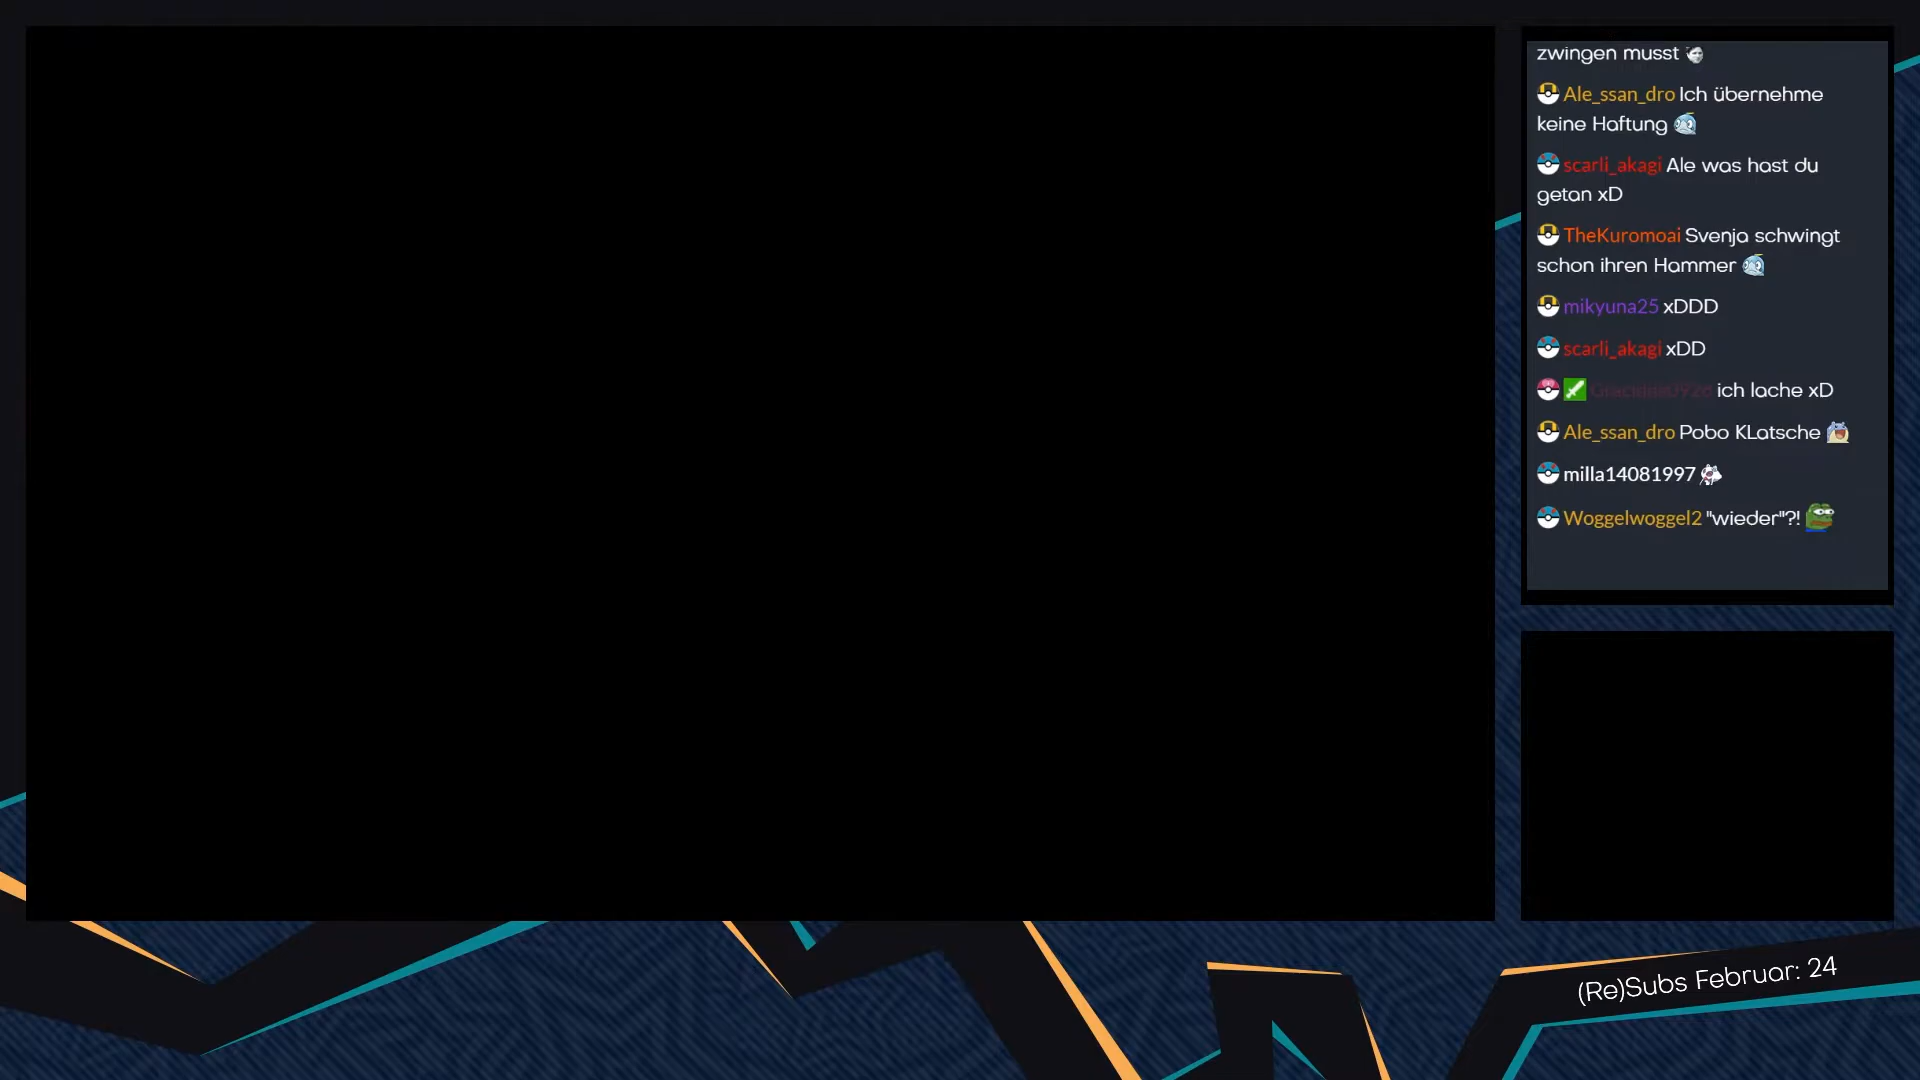 zwingen musst
Ale_ssan_dro Ich übernehme
keine Haftung
scarli_akagi Ale was hast du
getan xD
TheKuromoai Svenja schwingt
schon ihren Hammer
mikyuna25 xDDD
scarli_akagi xDD
ich lache xD
Ale_ssan_dro Pobo KLatsche
milla14081997
Woggelwoggel2 "wieder"?!
(Re)Subs Februar: 24